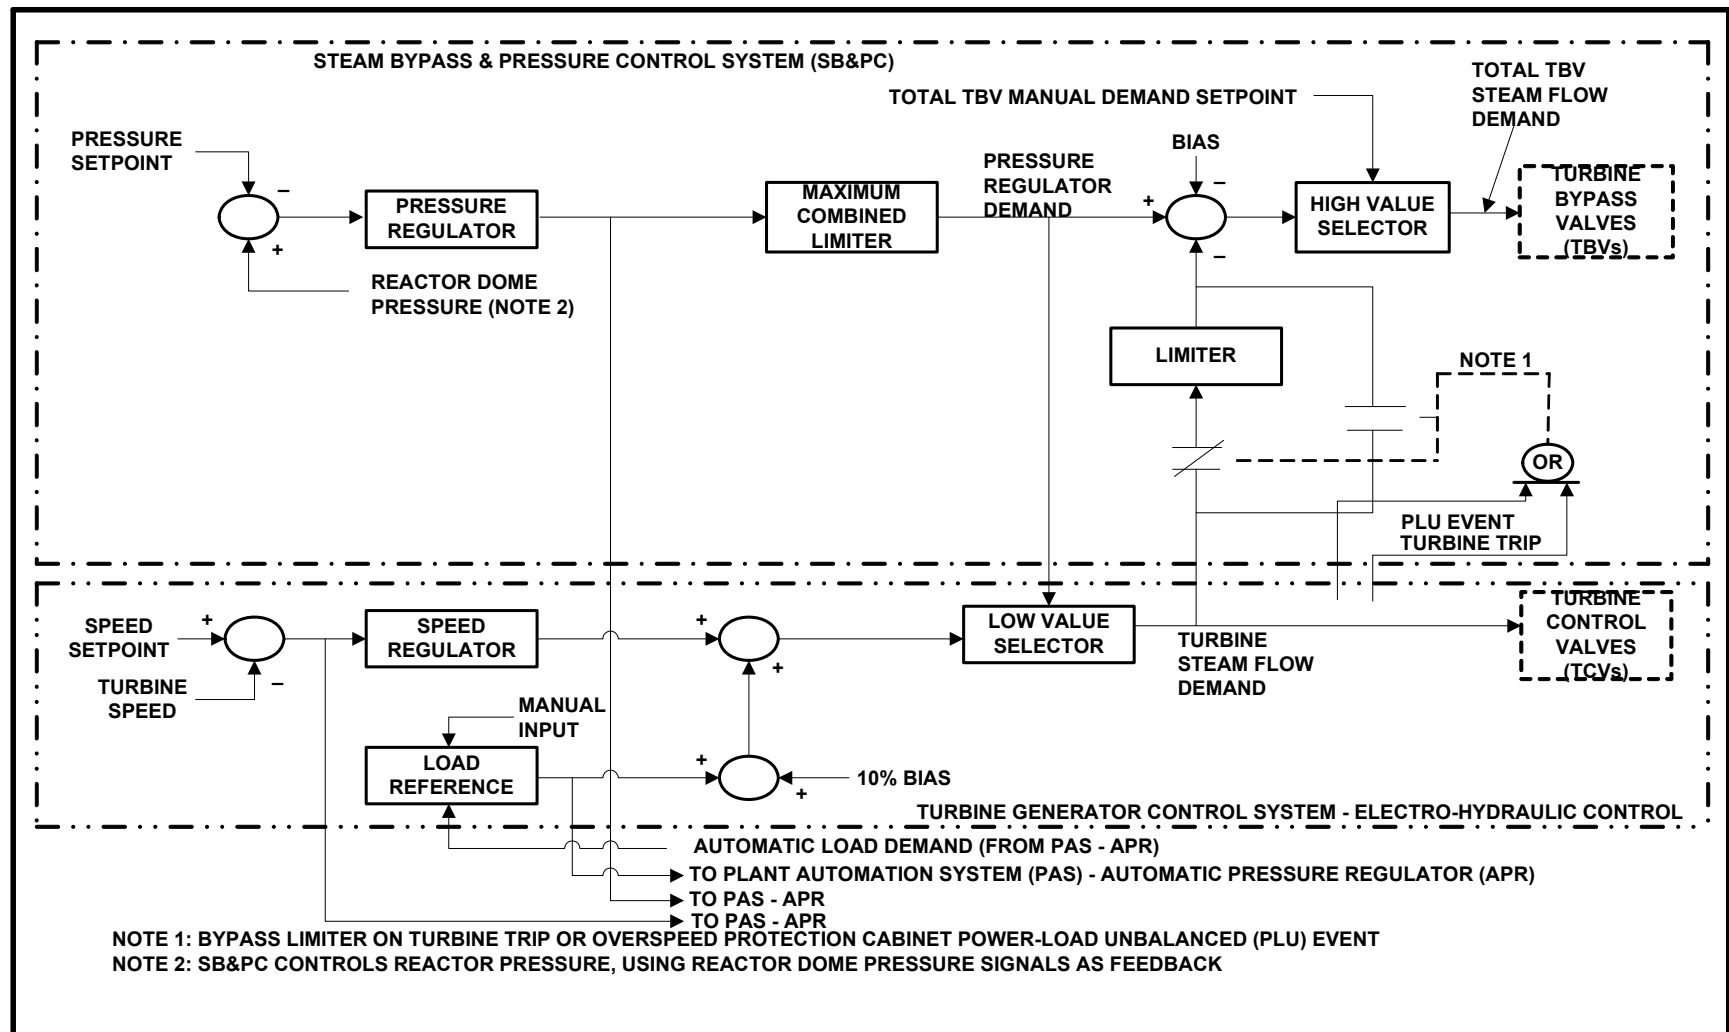 STEAM BYPASS & PRESSURE CONTROL SYSTEM (SB&PC)
TOTAL TBV
STEAM FLOW
DEMAND
TOTAL TBV MANUAL DEMAND SETPOINT
PRESSURE
SETPOINT
BIAS
PRESSURE
REGULATOR
DEMAND
–
+
PRESSURE
REGULATOR
MAXIMUM
COMBINED
LIMITER
+
–
–
HIGH VALUE
SELECTOR
TURBINE
BYPASS
VALVES
(TBVs)
REACTOR DOME
PRESSURE (NOTE 2)
LIMITER
NOTE 1
OR
PLU EVENT
TURBINE TRIP
SPEED
SETPOINT
+
–
TURBINE
SPEED
SPEED
REGULATOR
+
+
LOW VALUE
SELECTOR
TURBINE
STEAM FLOW
DEMAND
TURBINE
CONTROL
VALVES
(TCVs)
MANUAL
INPUT
LOAD
REFERENCE
+
+
10% BIAS
TURBINE GENERATOR CONTROL SYSTEM - ELECTRO-HYDRAULIC CONTROL
AUTOMATIC LOAD DEMAND (FROM PAS - APR)
TO PLANT AUTOMATION SYSTEM (PAS) - AUTOMATIC PRESSURE REGULATOR (APR)
TO PAS - APR
TO PAS - APR
NOTE 1: BYPASS LIMITER ON TURBINE TRIP OR OVERSPEED PROTECTION CABINET POWER-LOAD UNBALANCED (PLU) EVENT
NOTE 2: SB&PC CONTROLS REACTOR PRESSURE, USING REACTOR DOME PRESSURE SIGNALS AS FEEDBACK